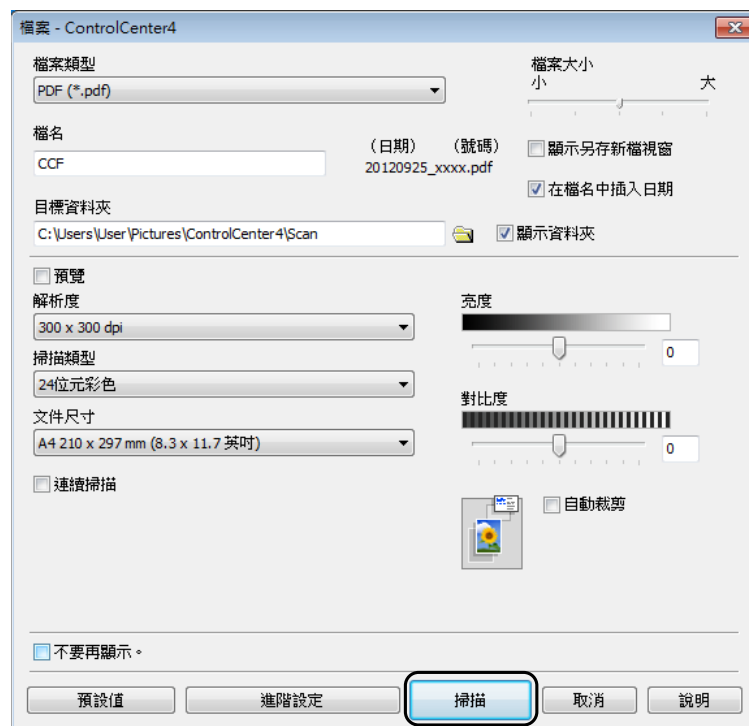 檔案 - ControlCenter4
檔案類型
PDF (*.pdf)
檔案大小
小 大
檔名
CCF
(日期) (號碼)
20120925_xxxx.pdf
顯示另存新檔視窗
在檔名中插入日期
目標資料夾
C:\Users\User\Pictures\ControlCenter4\Scan
顯示資料夾
預覽
解析度
300 x 300 dpi
掃描類型
24位元彩色
文件尺寸
A4 210 x 297 mm (8.3 x 11.7 英吋)
連續掃描
亮度
0
對比度
0
自動裁剪
不要再顯示。
預設值 進階設定 掃描 取消 說明